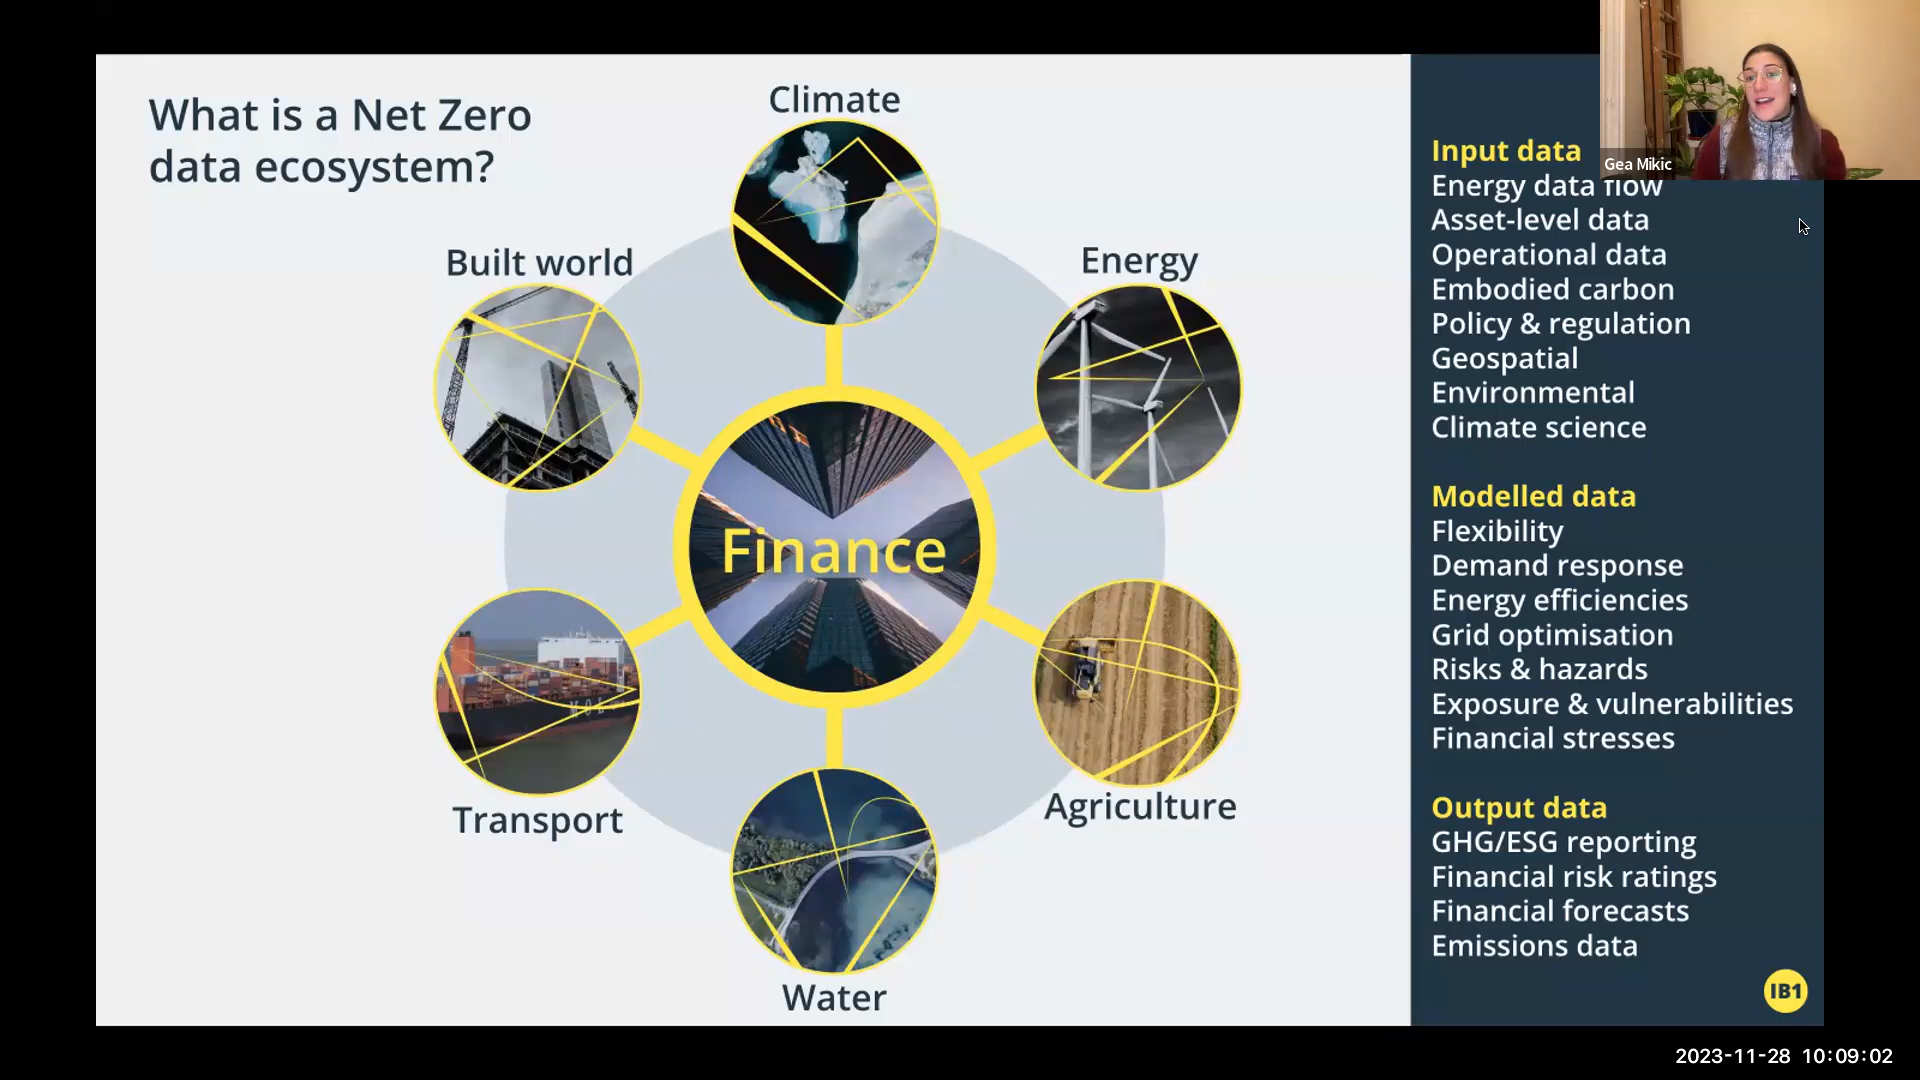 What is a Net Zero
data ecosystem?
Climate
Built world
Energy
Finance
Transport
Agriculture
Water
Input data
Energy data flow
Asset-level data
Operational data
Embodied carbon
Policy & regulation
Geospatial
Environmental
Climate science
Modelled data
Flexibility
Demand response
Energy efficiencies
Grid optimisation
Risks & hazards
Exposure & vulnerabilities
Financial stresses
Output data
GHG/ESG reporting
Financial risk ratings
Financial forecasts
Emissions data
IB1
Gea Mikic
2023-11-28 10:09:02